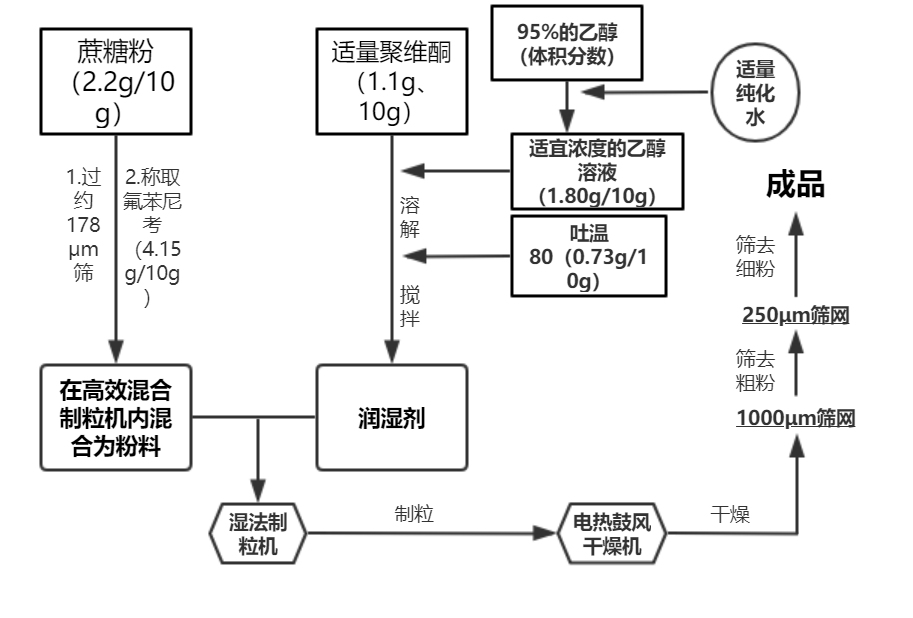 蔗糖粉
（2.2g/10
g）
适量聚维酮
（1.1g、
10g）
95%的乙醇
（体积分数）
适量
纯化
水
适宜浓度的乙醇
溶液
（1.80g/10g）
吐温
80（0.73g/1
0g）
1.过
约
178
μm
筛
2.称取
氟苯尼
考
（4.15
g/10g
）
溶
解
搅
拌
在高效混合
制粒机内混
合为粉料
润湿剂
湿法制
粒机
制粒
电热鼓风
干燥机
干燥
1000μm筛网
筛去
粗粉
250μm筛网
筛去
细粉
成品